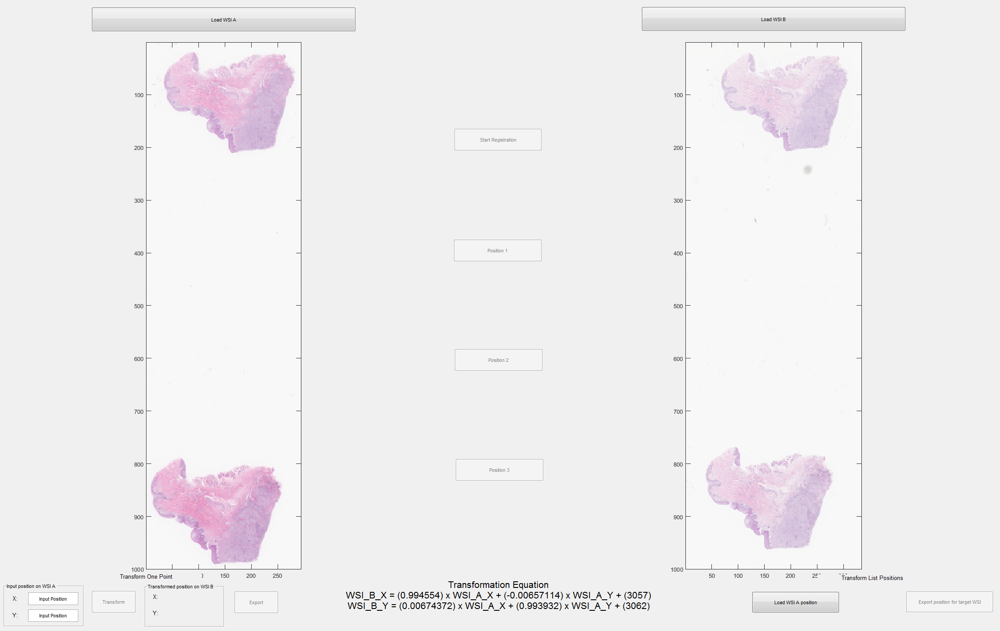 Load WSI A
Load WSI B
100
200
300
400
500
600
700
800
900
1000
150
200
250
Start Registration
Position 1
Position 2
Position 3
100
200
300
400
500
600
700
800
900
1000
50
100
150
200
Transform One Point
Transform List Positions
Input position on WSI A
X: Input Position
Y: Input Position
Transform
Transformed position on WSI B
X:
Y:
Export
Transformation Equation
WSI_B_X = (0.994554) x WSI_A_X + (-0.00657114) x WSI_A_Y + (3057)
WSI_B_Y = (0.00674372) x WSI_A_X + (0.993932) x WSI_A_Y + (3062)
Load WSI A position
Export position for target WSI